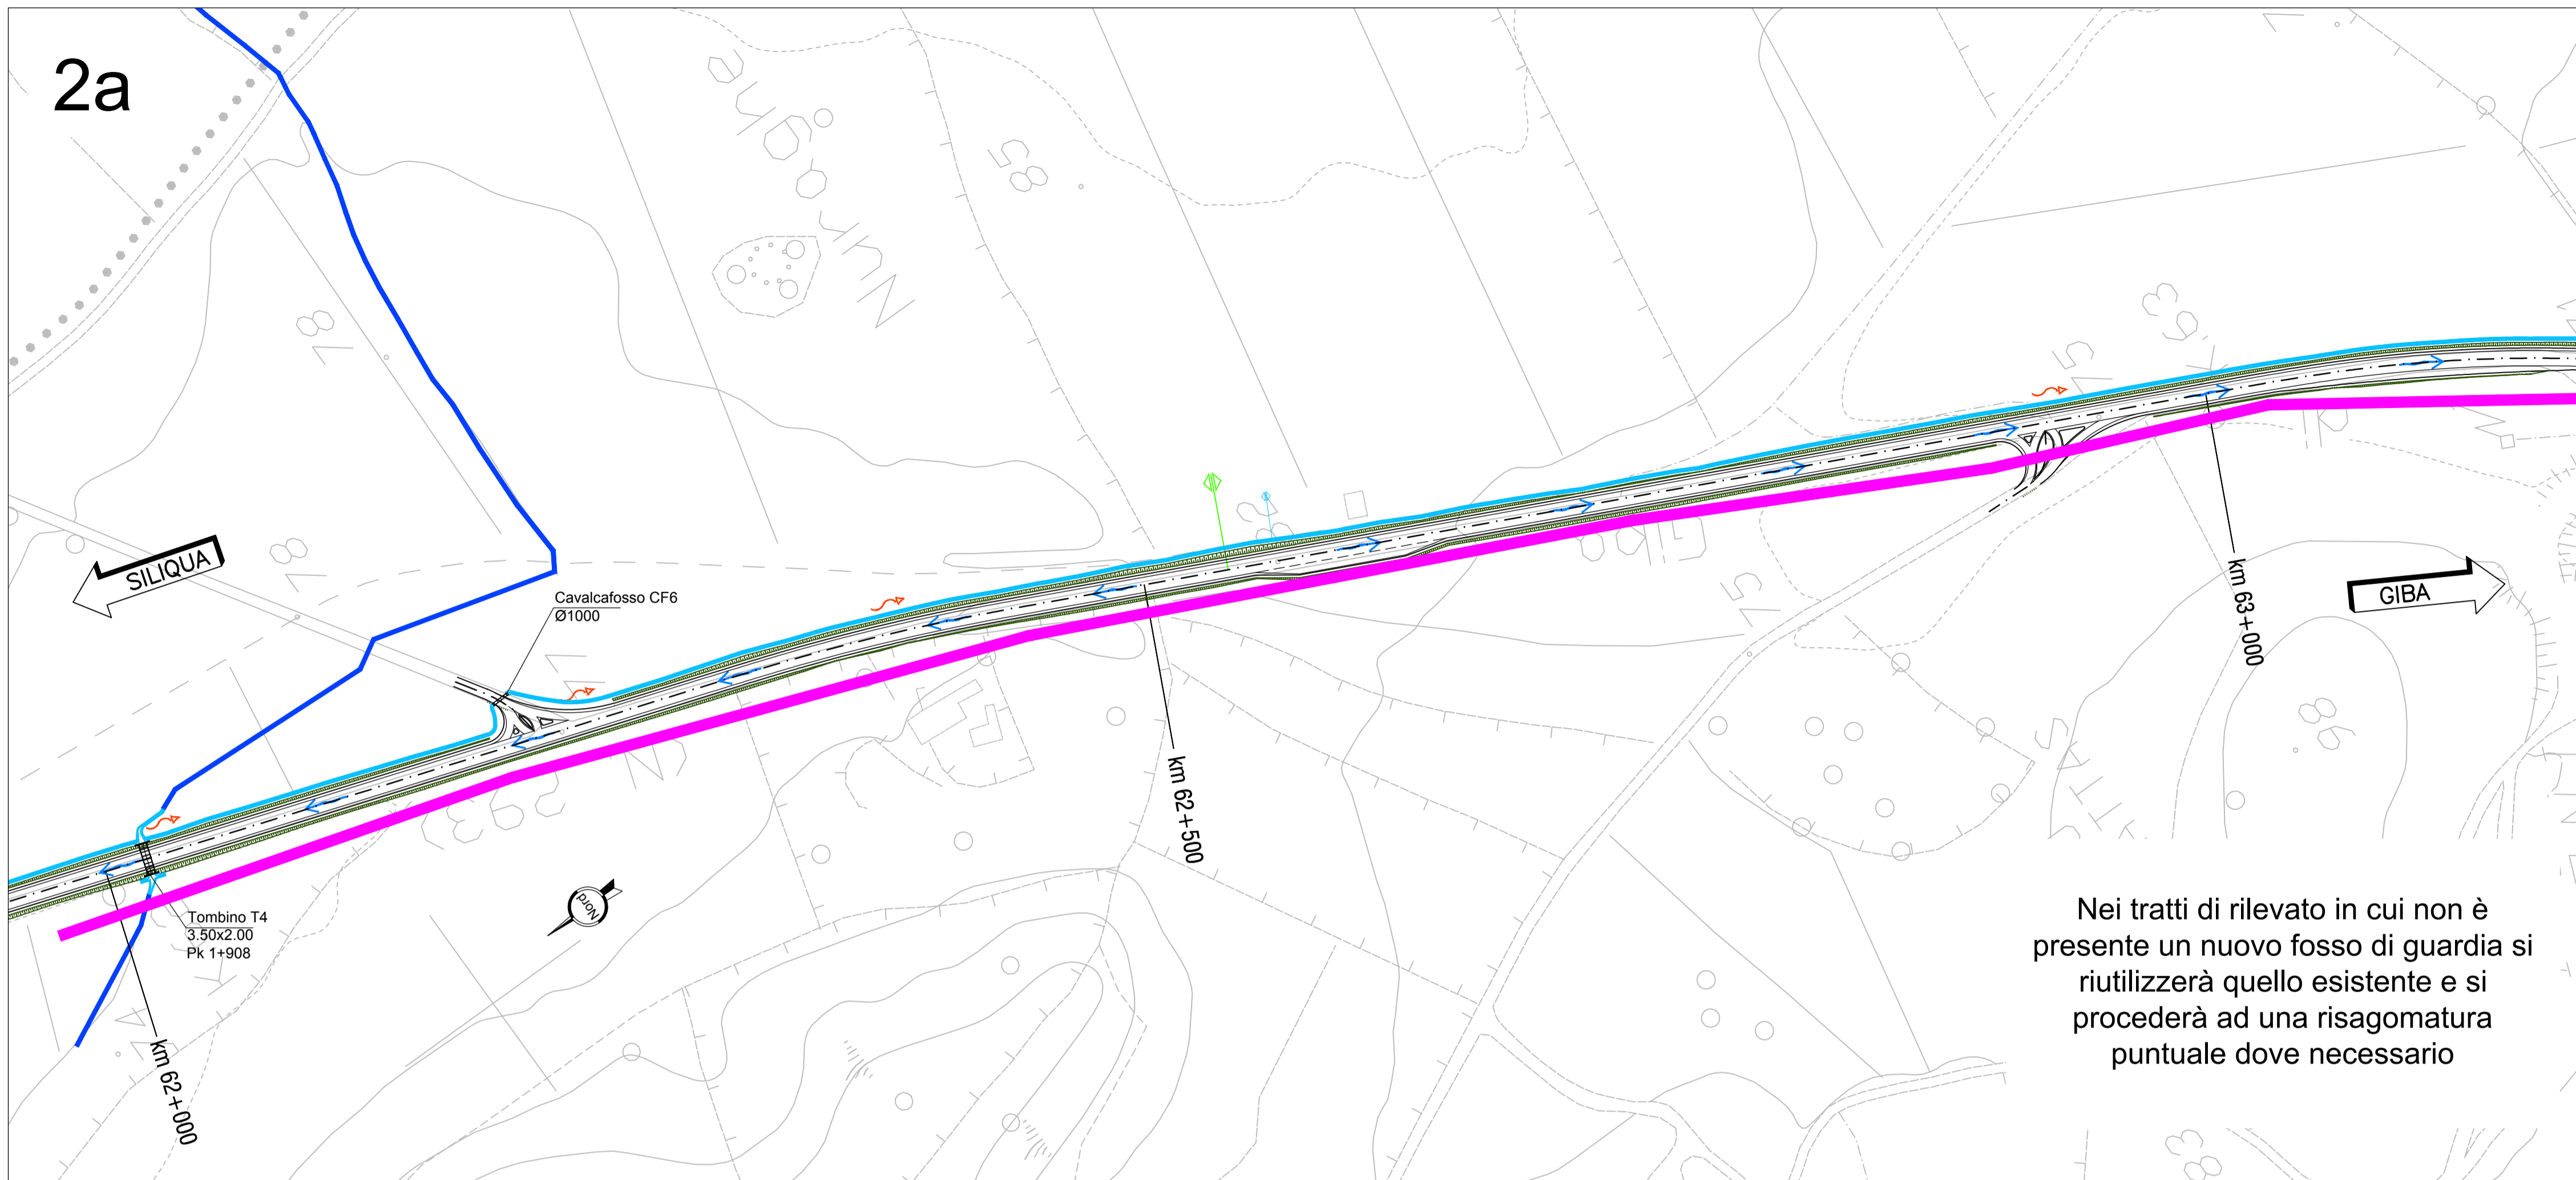 2a
SILIQUA
Cavalcafosso CF6
Ø1000
Tombino T4
3.50x2.00
Pk 1+908
km 62+000
Nord
km 62+500
km 63+000
GIBA
Nei tratti di rilevato in cui non è
presente un nuovo fosso di guardia si
riutilizzerà quello esistente e si
procederà ad una risagomatura
puntuale dove necessario